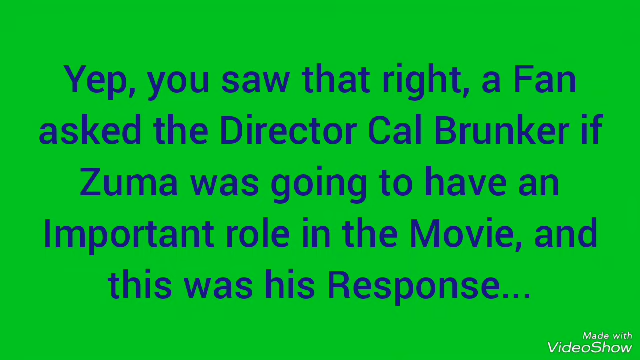 Yep, you saw that right, a Fan
asked the Director Cal Brunker if
Zuma was going to have an
Important role in the Movie, and
this was his Response...
Made with
VideoShow